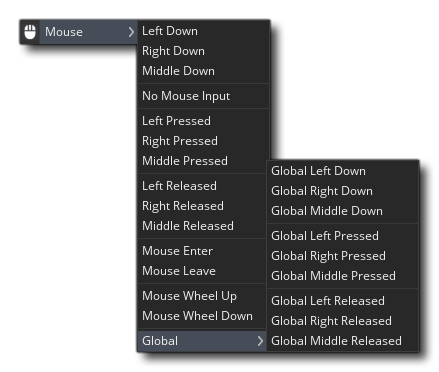 Mouse
Left Down
Right Down
Middle Down
No Mouse Input
Left Pressed
Right Pressed
Middle Pressed
Left Released
Right Released
Middle Released
Mouse Enter
Mouse Leave
Mouse Wheel Up
Mouse Wheel Down
Global
Global Left Down
Global Right Down
Global Middle Down
Global Left Pressed
Global Right Pressed
Global Middle Pressed
Global Left Released
Global Right Released
Global Middle Released